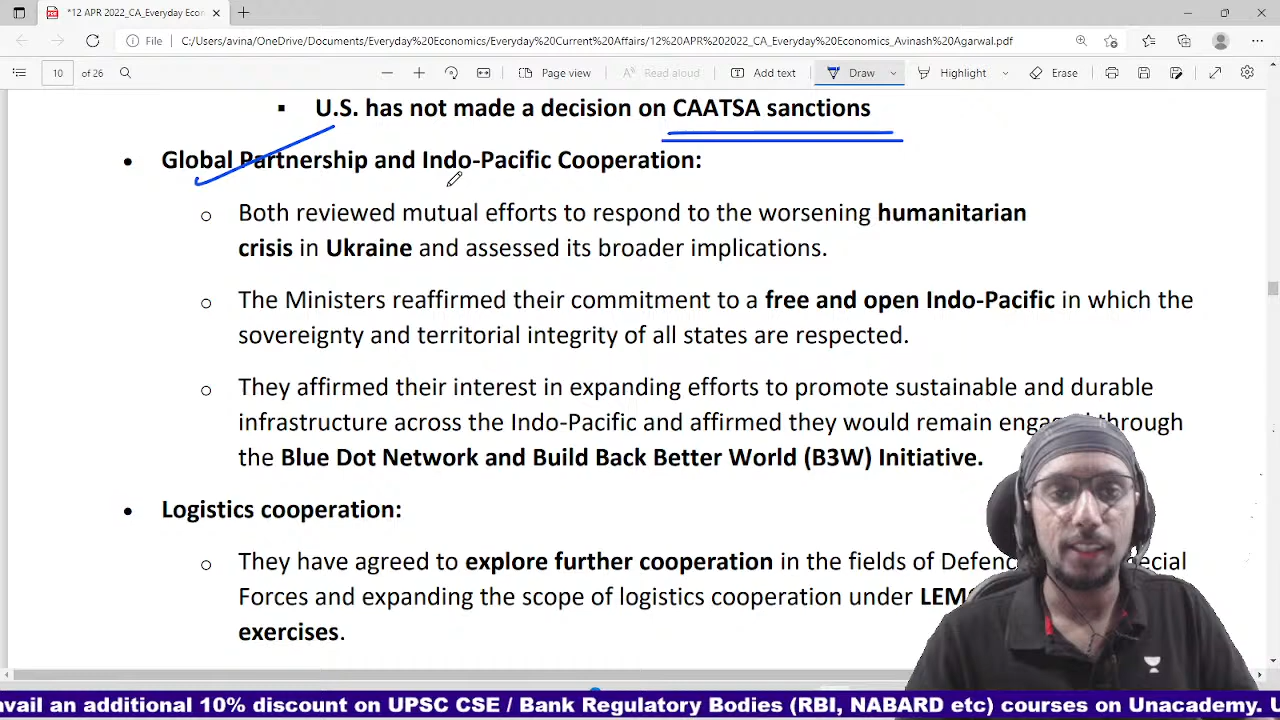 *12 APR 2022_CA_Everyday Econom
File C:/Users/avina/OneDrive/Documents/Everyday%20Economics/Everyday%20Current%20Affairs/12%20APR%202022_CA_Everyday%20Economics_Avinash%20Agarwal.pdf
10 of 26 Page view Read aloud Add text Draw Highlight Erase
▪ U.S. has not made a decision on CAATSA sanctions
• Global Partnership and Indo-Pacific Cooperation:
o Both reviewed mutual efforts to respond to the worsening humanitarian
crisis in Ukraine and assessed its broader implications.
o The Ministers reaffirmed their commitment to a free and open Indo-Pacific in which the
sovereignty and territorial integrity of all states are respected.
o They affirmed their interest in expanding efforts to promote sustainable and durable
infrastructure across the Indo-Pacific and affirmed they would remain through
the Blue Dot Network and Build Back Better World (B3W) Initiative.
• Logistics cooperation:
o They have agreed to explore further cooperation in the fields of
Forces and expanding the scope of logistics cooperation under
exercises.
avail an additional 10% discount on UPSC CSE / Bank Regulatory Bodies (RBI, NABARD etc) courses on Unacademy.